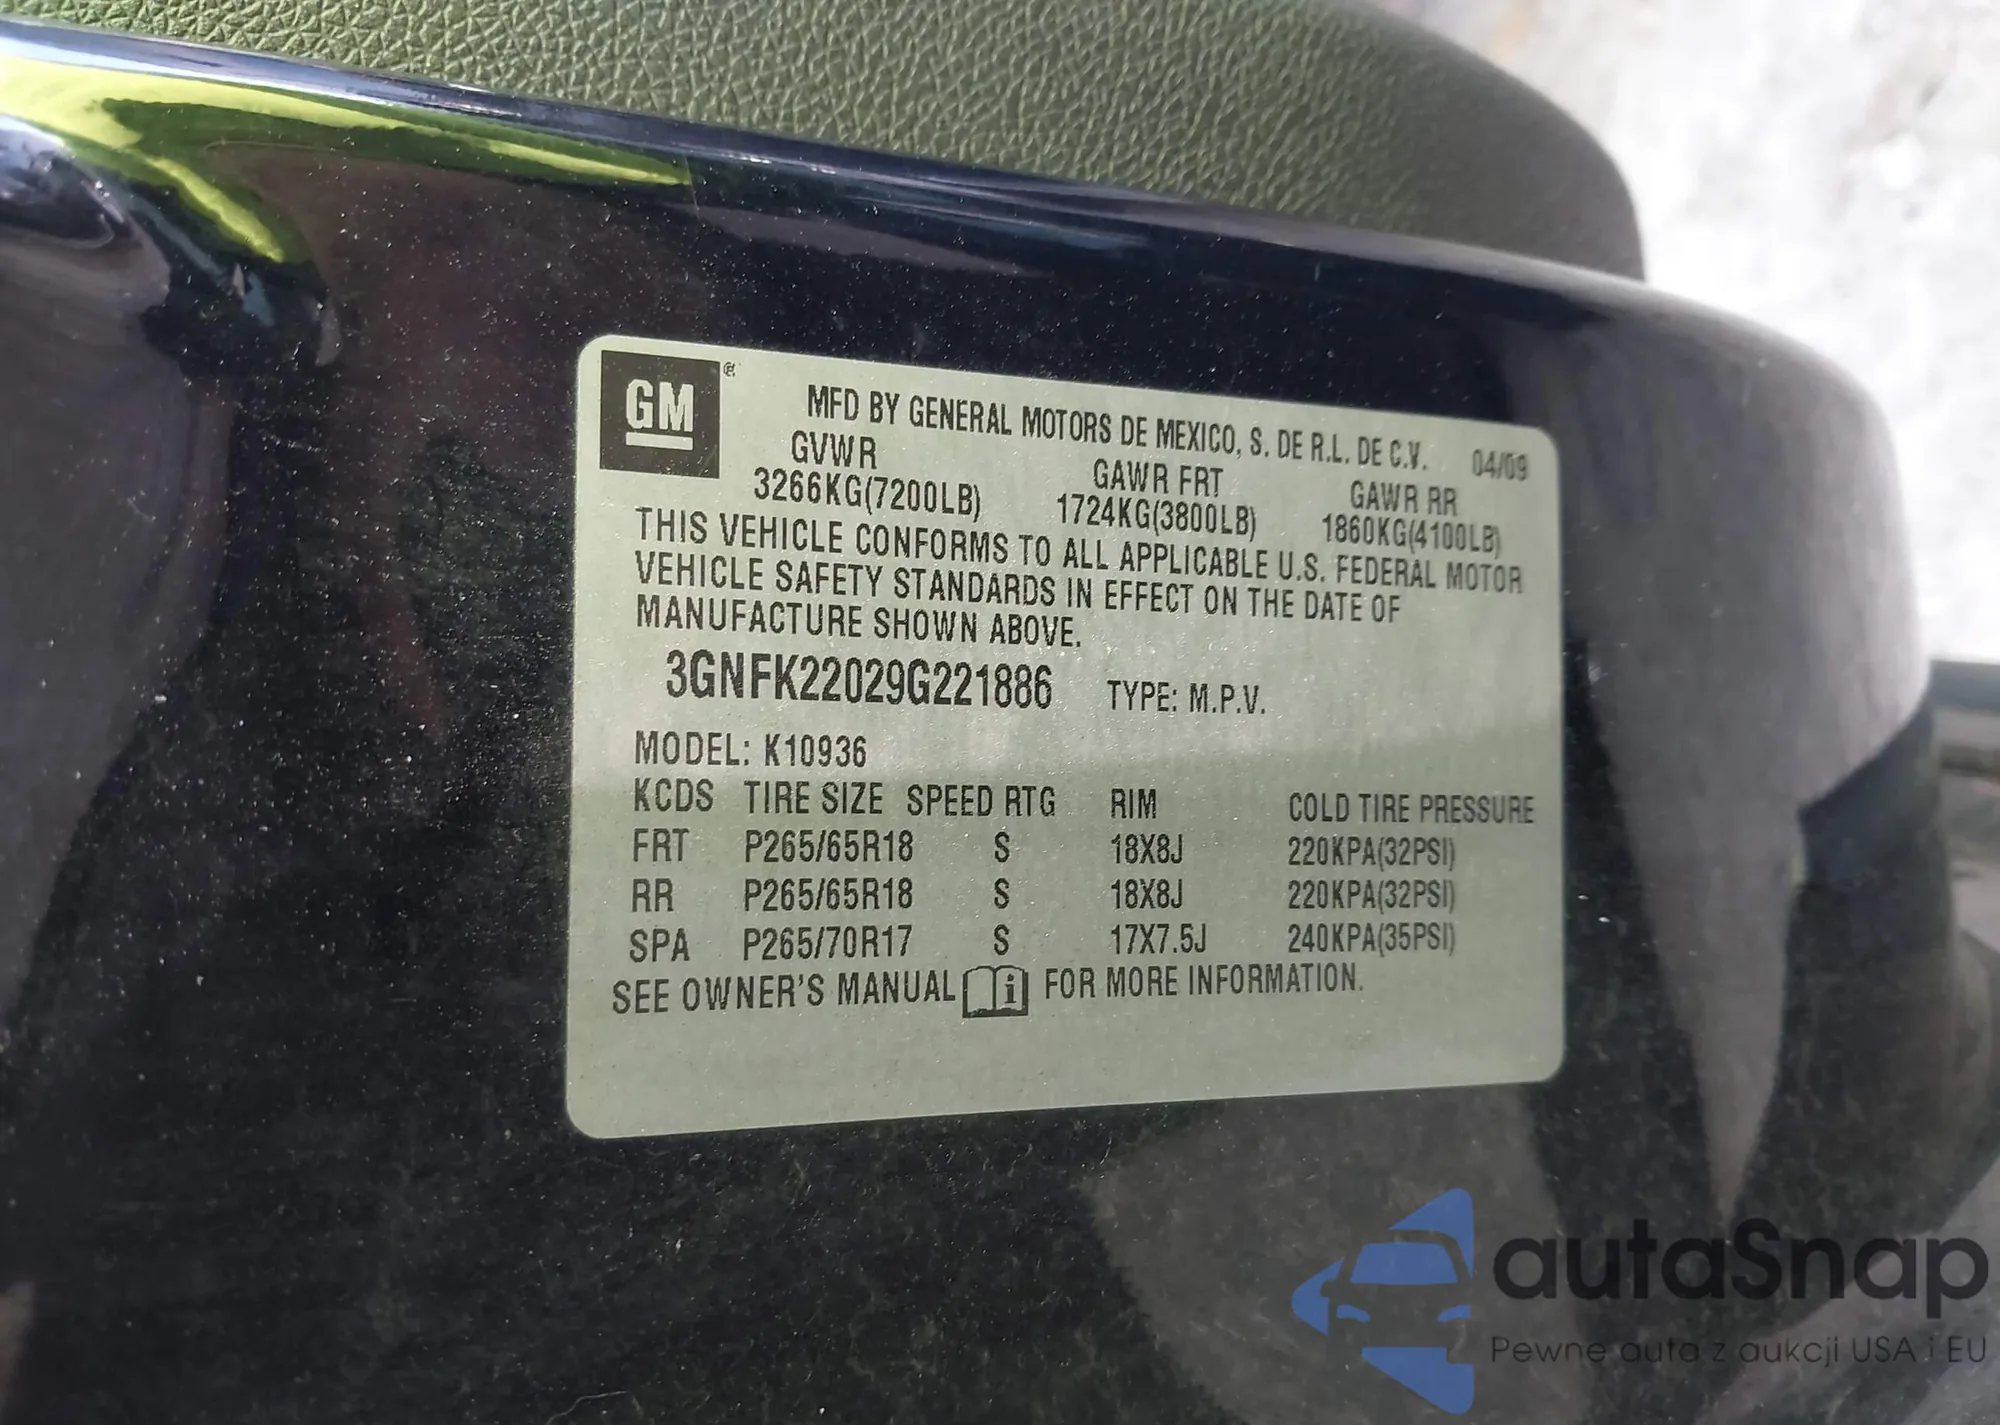 GM ®
MFD BY GENERAL MOTORS DE MEXICO, S. DE R.L. DE C.V. 04/09
GVWR GAWR FRT GAWR RR
3266KG(7200LB) 1724KG(3800LB) 1860KG(4100LB)
THIS VEHICLE CONFORMS TO ALL APPLICABLE U.S. FEDERAL MOTOR
VEHICLE SAFETY STANDARDS IN EFFECT ON THE DATE OF
MANUFACTURE SHOWN ABOVE.
3GNFK22029G221886 TYPE: M.P.V.
MODEL: K10936
KCDS TIRE SIZE SPEED RTG RIM COLD TIRE PRESSURE
FRT P265/65R18 S 18X8J 220KPA(32PSI)
RR P265/65R18 S 18X8J 220KPA(32PSI)
SPA P265/70R17 S 17X7.5J 240KPA(35PSI)
SEE OWNER'S MANUAL i FOR MORE INFORMATION.
autaSnap
Pewne auta z aukcji USA i EU